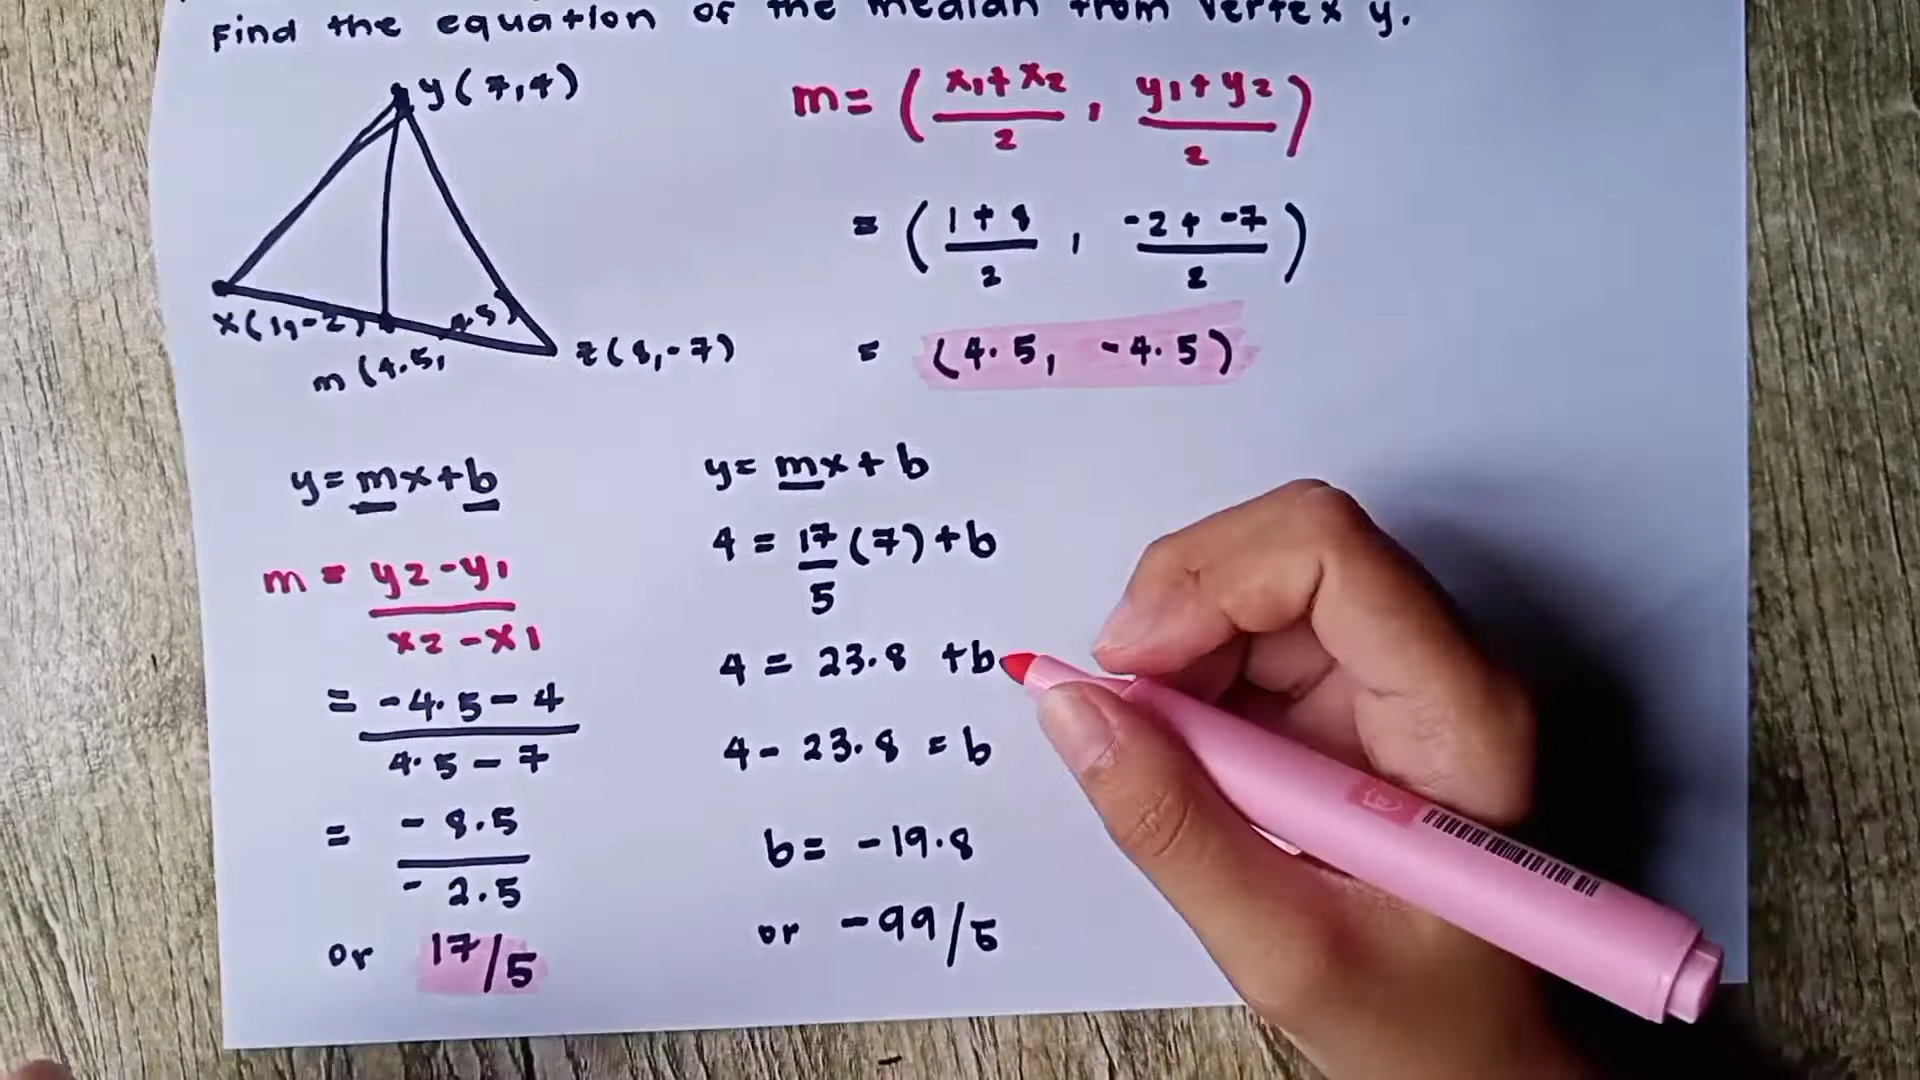 Find the equation of the median from vertex y.
y(7,4)
x(1,-2)
m(4.5, 4.5)
z(8,-7)
m= (x1+x2/2, y1+y2/2)
= (1+8/2, -2+-7/2)
= (4.5, -4.5)
y=mx+b
m = y2-y1/x2-x1
= -4.5-4/4.5-7
= -8.5/-2.5
or 17/5
y= mx+b
4 = 17/5(7)+b
4 = 23.8 +b
4- 23.8 = b
b= -19.8
or -99/5